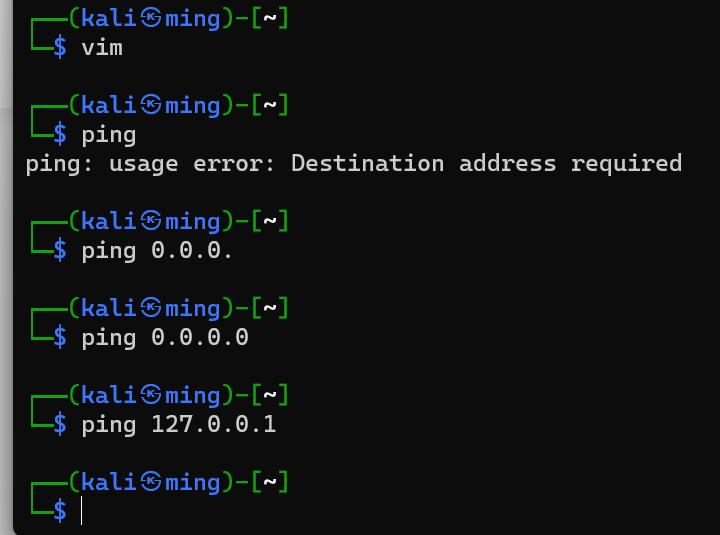 ┌──(kali㉿ming)-[~]
└─$ vim
┌──(kali㉿ming)-[~]
└─$ ping
ping: usage error: Destination address required
┌──(kali㉿ming)-[~]
└─$ ping 0.0.0.
┌──(kali㉿ming)-[~]
└─$ ping 0.0.0.0
┌──(kali㉿ming)-[~]
└─$ ping 127.0.0.1
┌──(kali㉿ming)-[~]
└─$